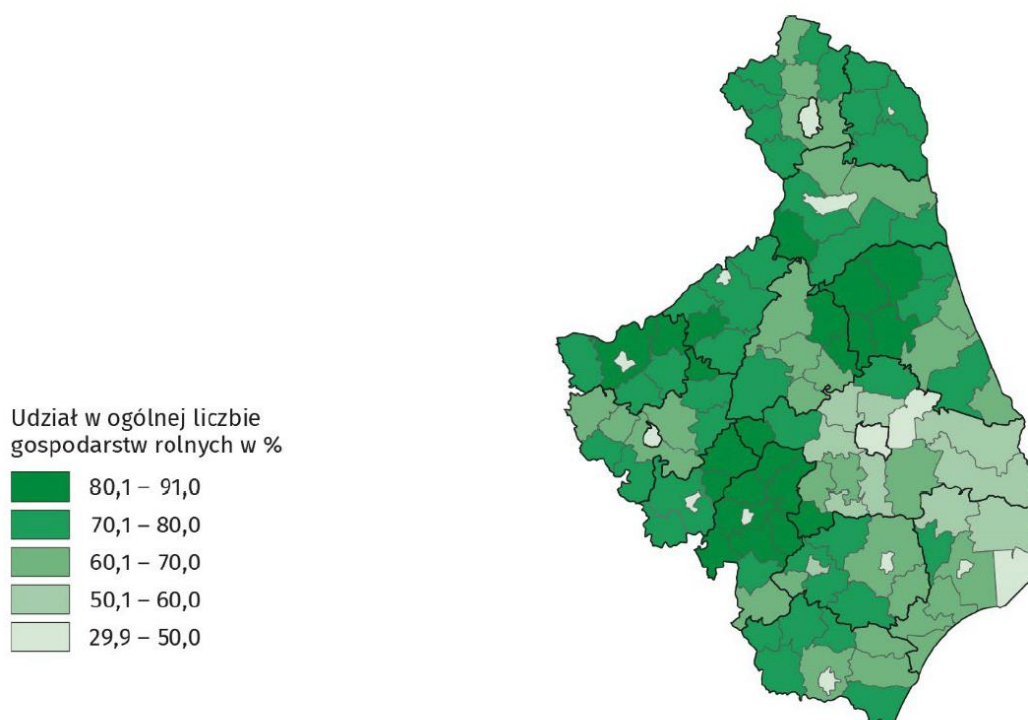 Udział w ogólnej liczbie
gospodarstw rolnych w %
80,1 – 91,0
70,1 – 80,0
60,1 – 70,0
50,1 – 60,0
29,9 – 50,0